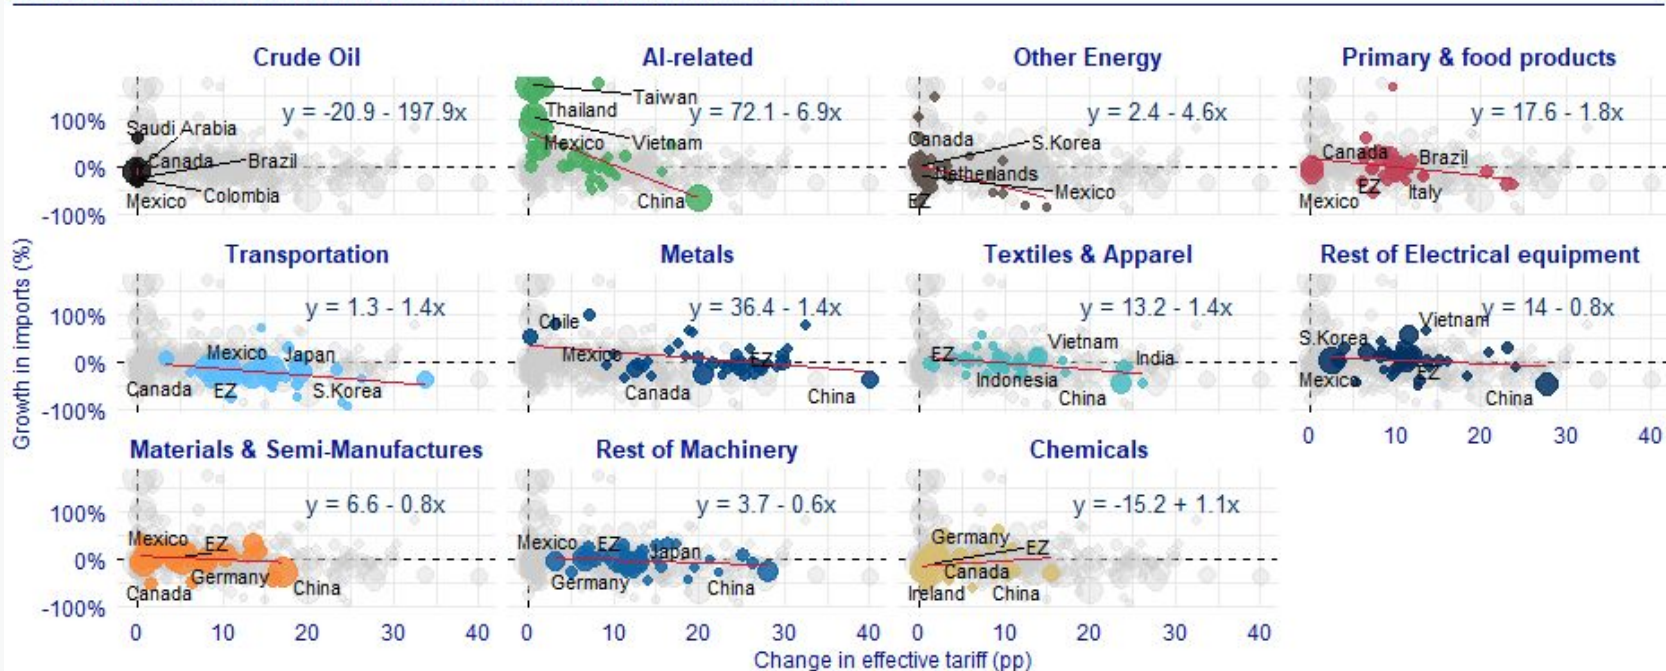 Crude Oil
y = -20.9 - 197.9x
Saudi Arabia
Canada
Brazil
Colombia
Mexico
AI-related
y = 72.1 - 6.9x
Taiwan
Thailand
Vietnam
Mexico
China
Other Energy
y = 2.4 - 4.6x
Canada
S.Korea
Netherlands
Mexico
EZ
Primary & food products
y = 17.6 - 1.8x
Canada
Brazil
EZ
Italy
Mexico
100%
0%
-100%
Growth in imports (%)
Transportation
y = 1.3 - 1.4x
Mexico
Japan
Canada
EZ
S.Korea
Metals
y = 36.4 - 1.4x
Chile
Mexico
EZ
Canada
China
Textiles & Apparel
y = 13.2 - 1.4x
Vietnam
EZ
India
Indonesia
China
Rest of Electrical equipment
y = 14 - 0.8x
Vietnam
S.Korea
Mexico
EZ
China
100%
0%
-100%
0 10 20 30 40
Materials & Semi-Manufactures
y = 6.6 - 0.8x
Mexico
EZ
Germany
Canada
China
Rest of Machinery
y = 3.7 - 0.6x
Mexico
EZ
Japan
Germany
China
Chemicals
y = -15.2 + 1.1x
Germany
EZ
Canada
Ireland
China
100%
0%
-100%
0 10 20 30 40
0 10 20 30 40
0 10 20 30 40
Change in effective tariff (pp)